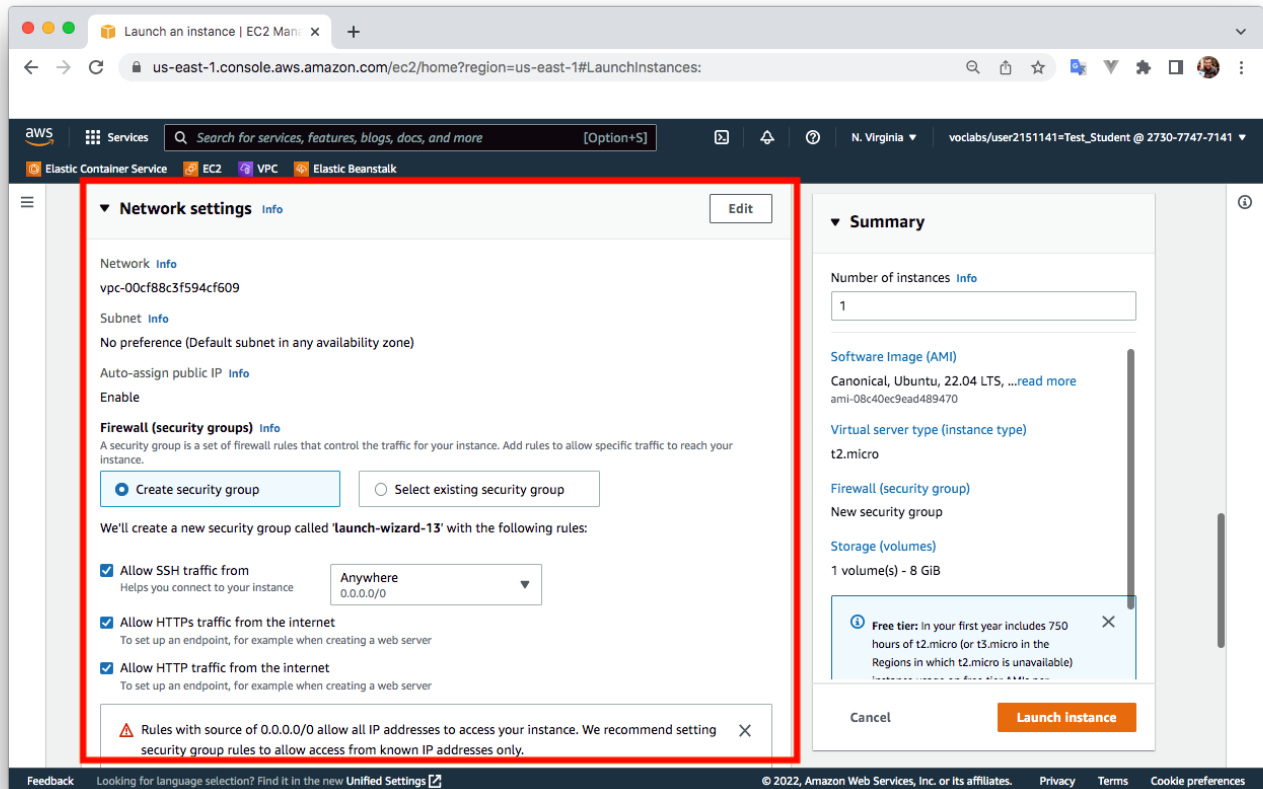 Launch an instance | EC2 Man
us-east-1.console.aws.amazon.com/ec2/home?region=us-east-1#LaunchInstances:
aws
Services
Search for services, features, blogs, docs, and more
[Option+S]
N. Virginia
voclabs/user2151141=Test_Student @ 2730-7747-7141
Elastic Container Service
EC2
VPC
Elastic Beanstalk
Network settings Info
Edit
Network Info
vpc-00cf88c3f594cf609
Subnet Info
No preference (Default subnet in any availability zone)
Auto-assign public IP Info
Enable
Firewall (security groups) Info
A security group is a set of firewall rules that control the traffic for your instance. Add rules to allow specific traffic to reach your
instance.
Create security group
Select existing security group
We'll create a new security group called 'launch-wizard-13' with the following rules:
Allow SSH traffic from
Helps you connect to your instance
Anywhere
0.0.0.0/0
Allow HTTPs traffic from the internet
To set up an endpoint, for example when creating a web server
Allow HTTP traffic from the internet
To set up an endpoint, for example when creating a web server
Rules with source of 0.0.0.0/0 allow all IP addresses to access your instance. We recommend setting
security group rules to allow access from known IP addresses only.
Summary
Number of instances Info
1
Software Image (AMI)
Canonical, Ubuntu, 22.04 LTS, ...read more
ami-08c40ec9ead489470
Virtual server type (instance type)
t2.micro
Firewall (security group)
New security group
Storage (volumes)
1 volume(s) - 8 GiB
Free tier: In your first year includes 750
hours of t2.micro (or t3.micro in the
Regions in which t2.micro is unavailable)
Cancel
Launch instance
Feedback
Looking for language selection? Find it in the new Unified Settings
© 2022, Amazon Web Services, Inc. or its affiliates.
Privacy
Terms
Cookie preferences